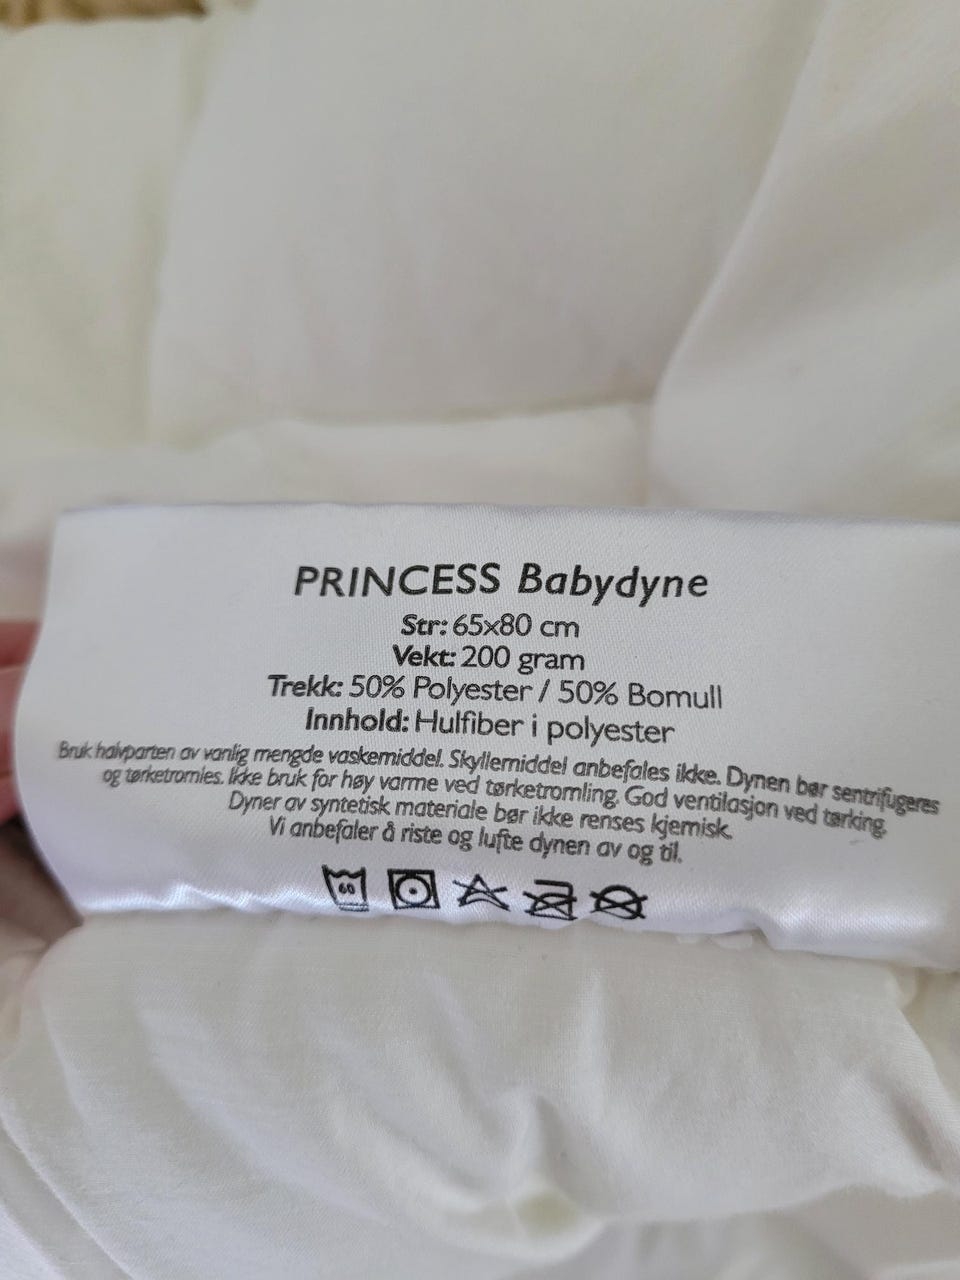 PRINCESS Babydyne
Str: 65x80 cm
Vekt: 200 gram
Trekk: 50% Polyester / 50% Bomull
Innhold: Hulfiber i polyester
Bruk halvparten av vanlig mengde vaskemiddel. Skyllemiddel anbefales ikke. Dynen bør sentrifugeres
og tørketromles. Ikke bruk for høy varme ved tørketromling. God ventilasjon ved tørking.
Dyner av syntetisk materiale bør ikke renses kjemisk.
Vi anbefaler å riste og lufte dynen av og til.
60